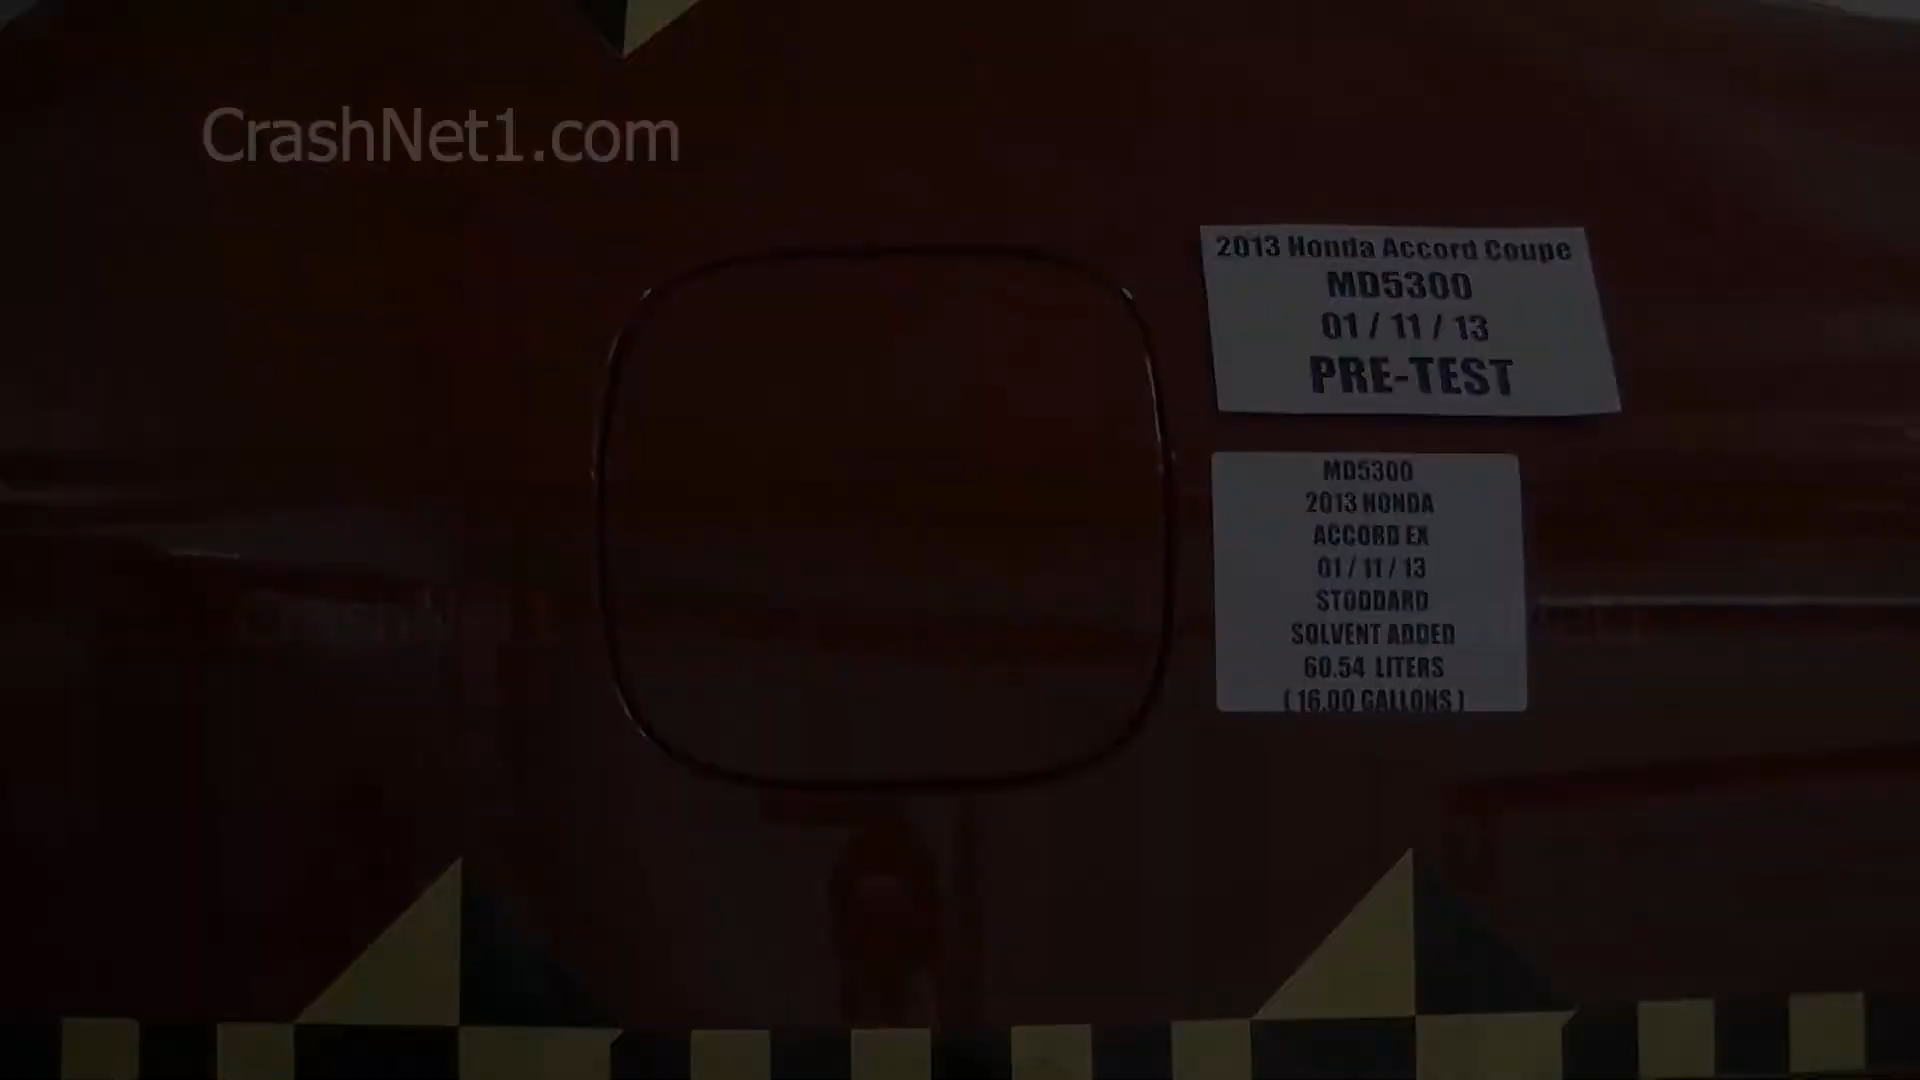 CrashNet1.com
2013 Honda Accord Coupe
MD5300
01 / 11 / 13
PRE-TEST
MD5300
2013 HONDA
ACCORD EX
01 / 11 / 13
STODDARD
SOLVENT ADDED
60.54 LITERS
( 16.00 GALLONS )